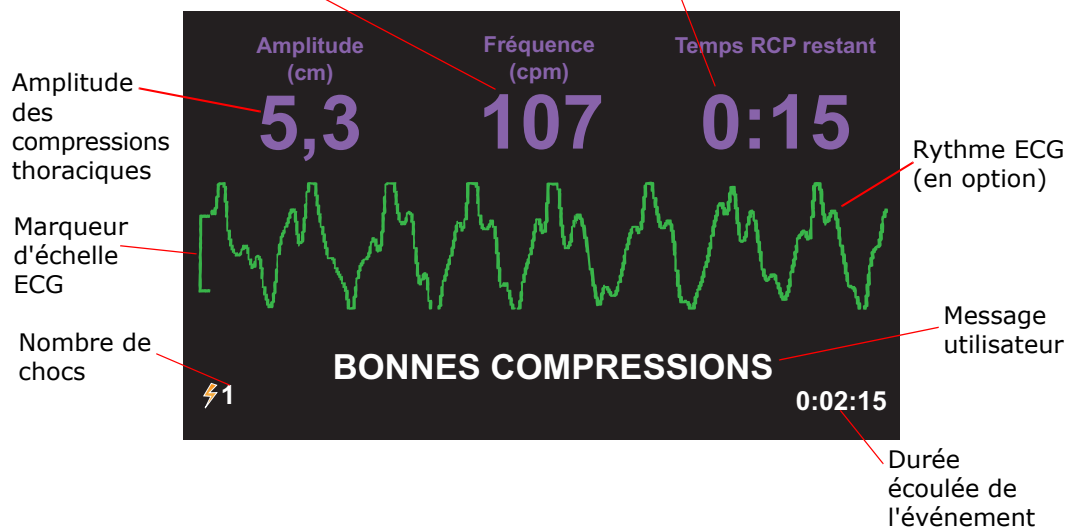 Amplitude
(cm)
5,3
Fréquence
(cpm)
107
Temps RCP restant
0:15
Amplitude
des
compressions
thoraciques
Rythme ECG
(en option)
Marqueur
d'échelle
ECG
Nombre de
chocs
Message
utilisateur
BONNES COMPRESSIONS
1
0:02:15
Durée
écoulée de
l'événement